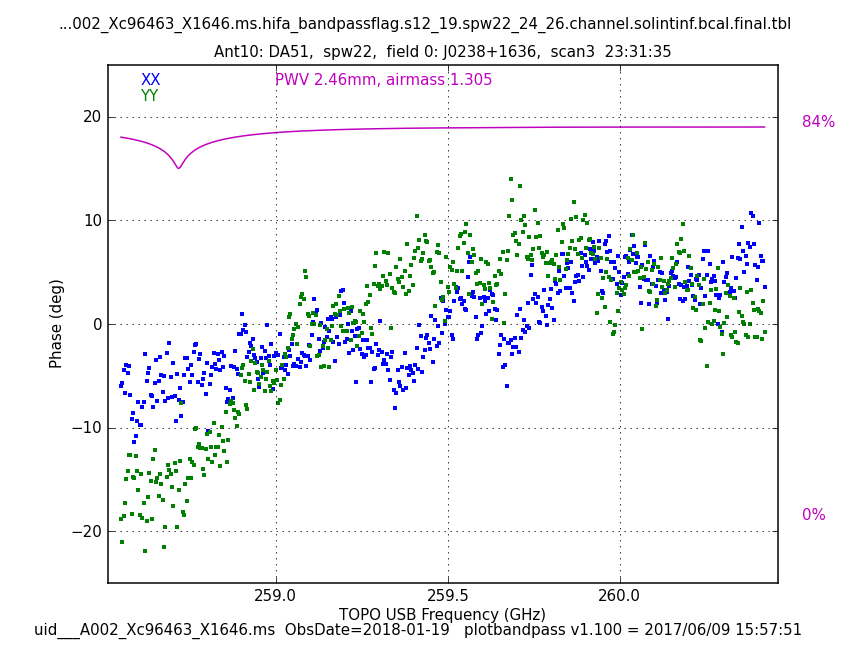 ...002_Xc96463_X1646.ms.hifa_bandpassflag.s12_19.spw22_24_26.channel.solintinf.bcal.final.tbl
Ant10: DA51, spw22, field 0: J0238+1636, scan3 23:31:35
XX
PWV 2.46mm, airmass 1.305
YY
20
84%
10
0
Phase (deg)
−10
−20
0%
259.0 259.5 260.0
TOPO USB Frequency (GHz)
uid___A002_Xc96463_X1646.ms ObsDate=2018-01-19 plotbandpass v1.100 = 2017/06/09 15:57:51